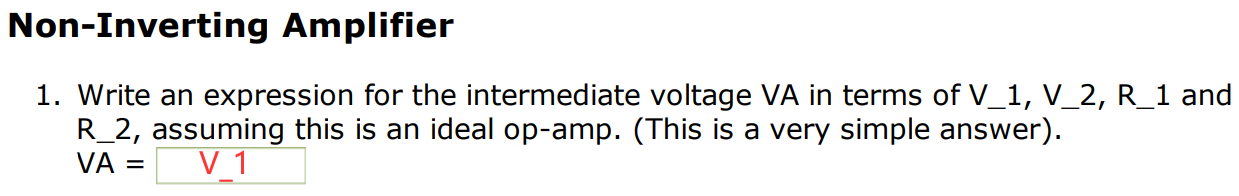 Non-Inverting Amplifier
1. Write an expression for the intermediate voltage VA in terms of V_1, V_2, R_1 and
R_2, assuming this is an ideal op-amp. (This is a very simple answer).
VA = V_1